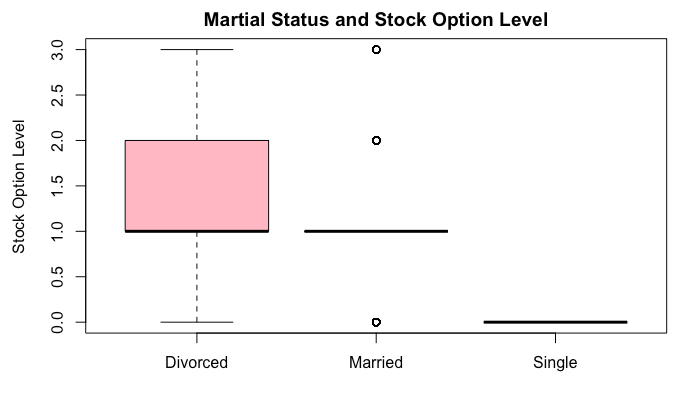 Martial Status and Stock Option Level
Stock Option Level
3.0
2.5
2.0
1.5
1.0
0.5
0.0
Divorced Married Single